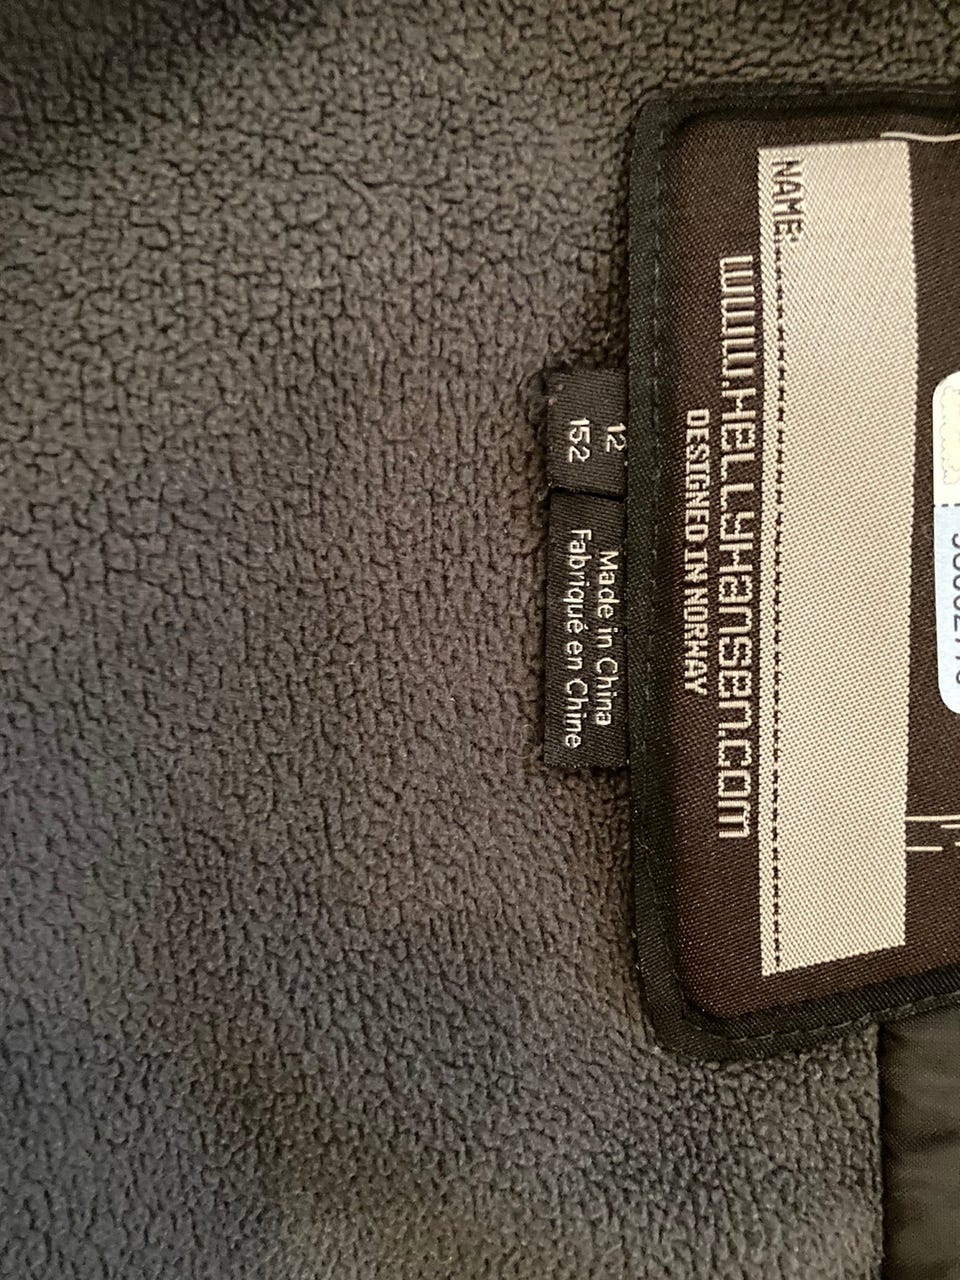 NAME:
www.HELLYHANSEN.COM
DESIGNED IN NORWAY
12
152
Made in China
Fabriqué en Chine